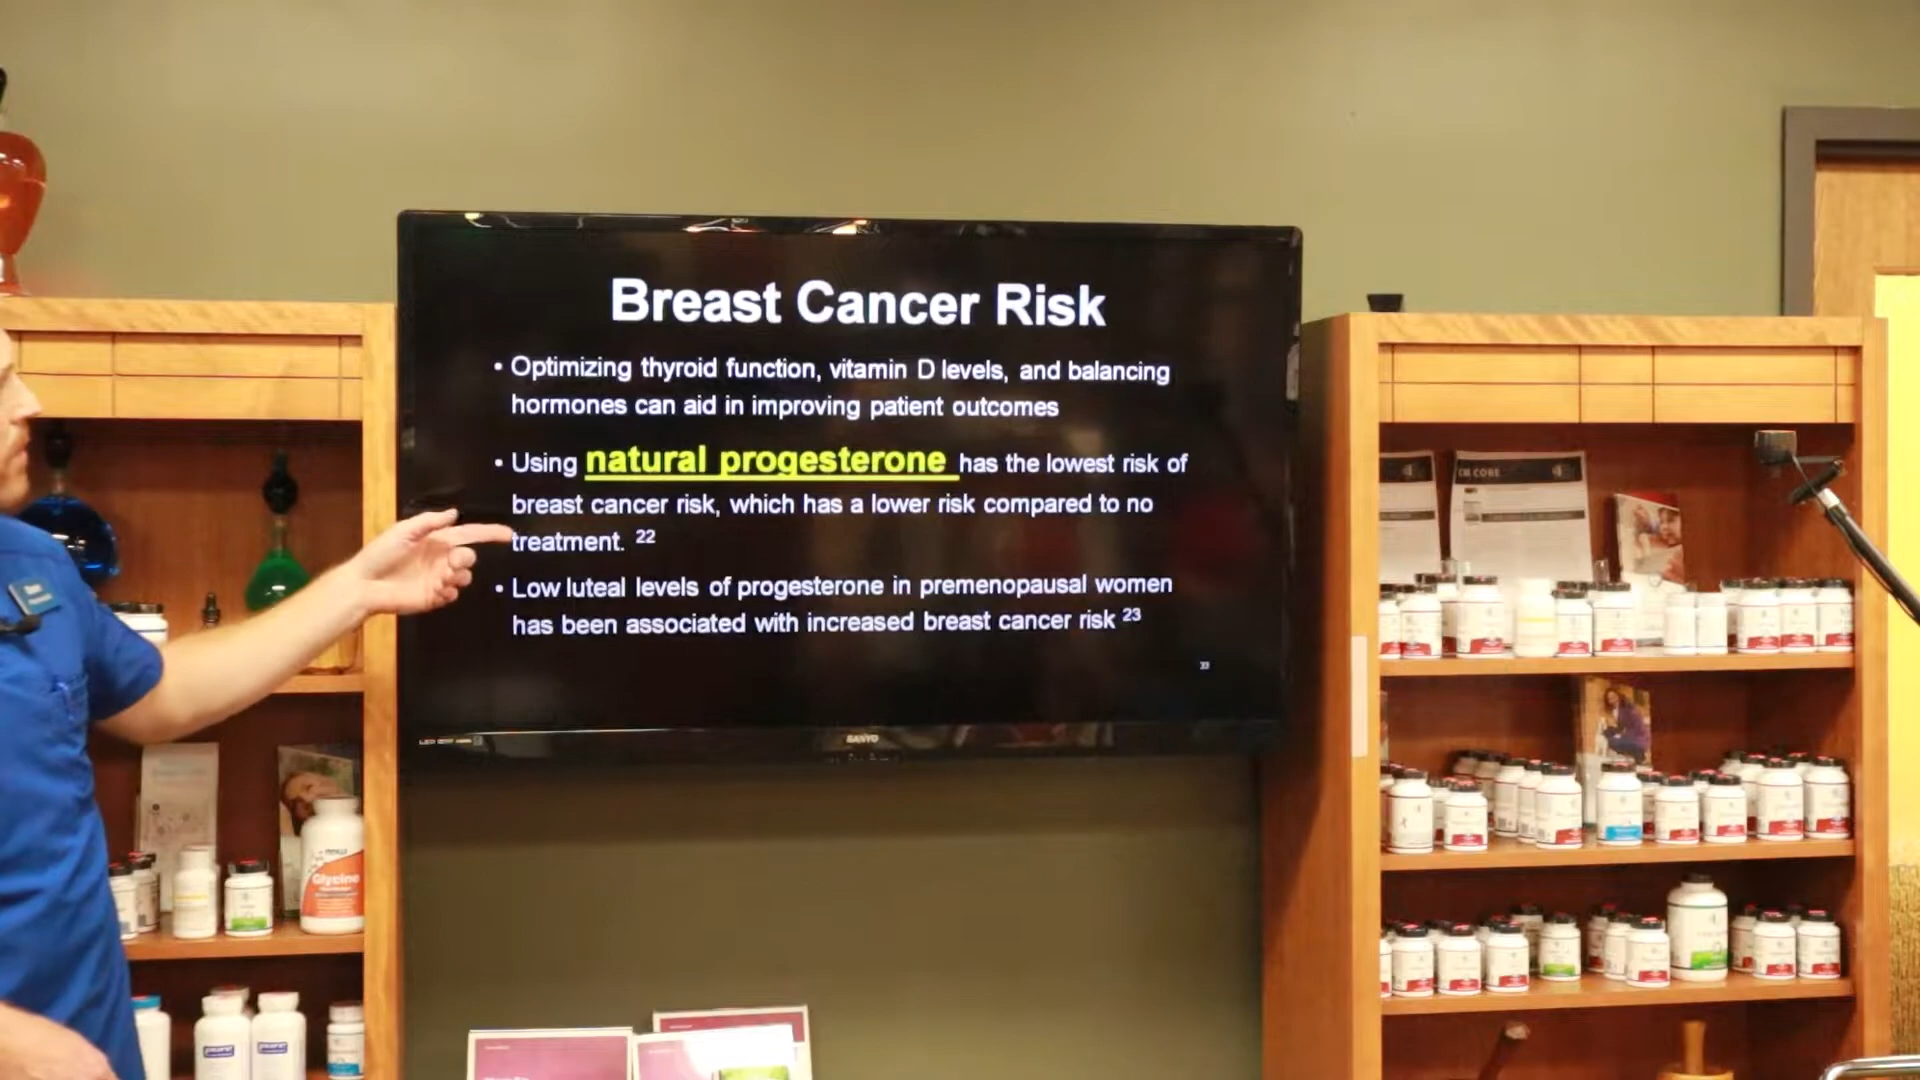 Breast Cancer Risk
• Optimizing thyroid function, vitamin D levels, and balancing
hormones can aid in improving patient outcomes
• Using natural progesterone has the lowest risk of
breast cancer risk, which has a lower risk compared to no
treatment. 22
• Low luteal levels of progesterone in premenopausal women
has been associated with increased breast cancer risk 23
33
SANYO
Glycine